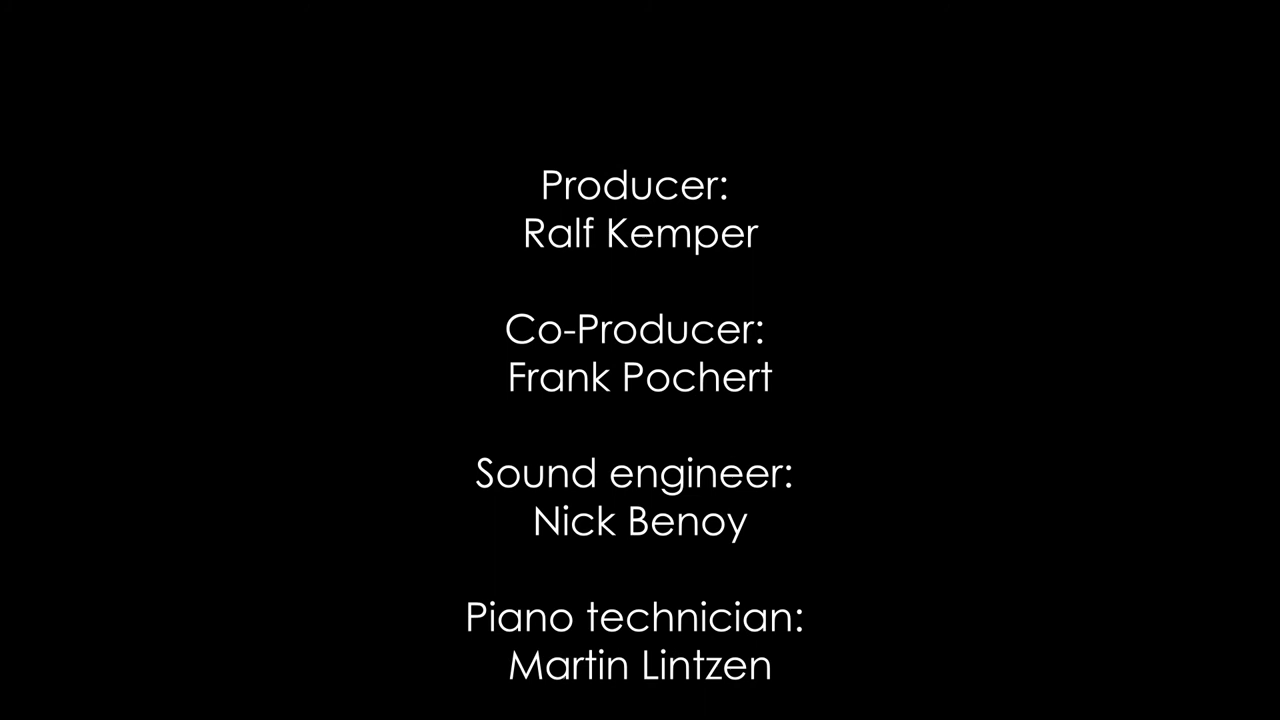 Producer:
Ralf Kemper
Co-Producer:
Frank Pochert
Sound engineer:
Nick Benoy
Piano technician:
Martin Lintzen